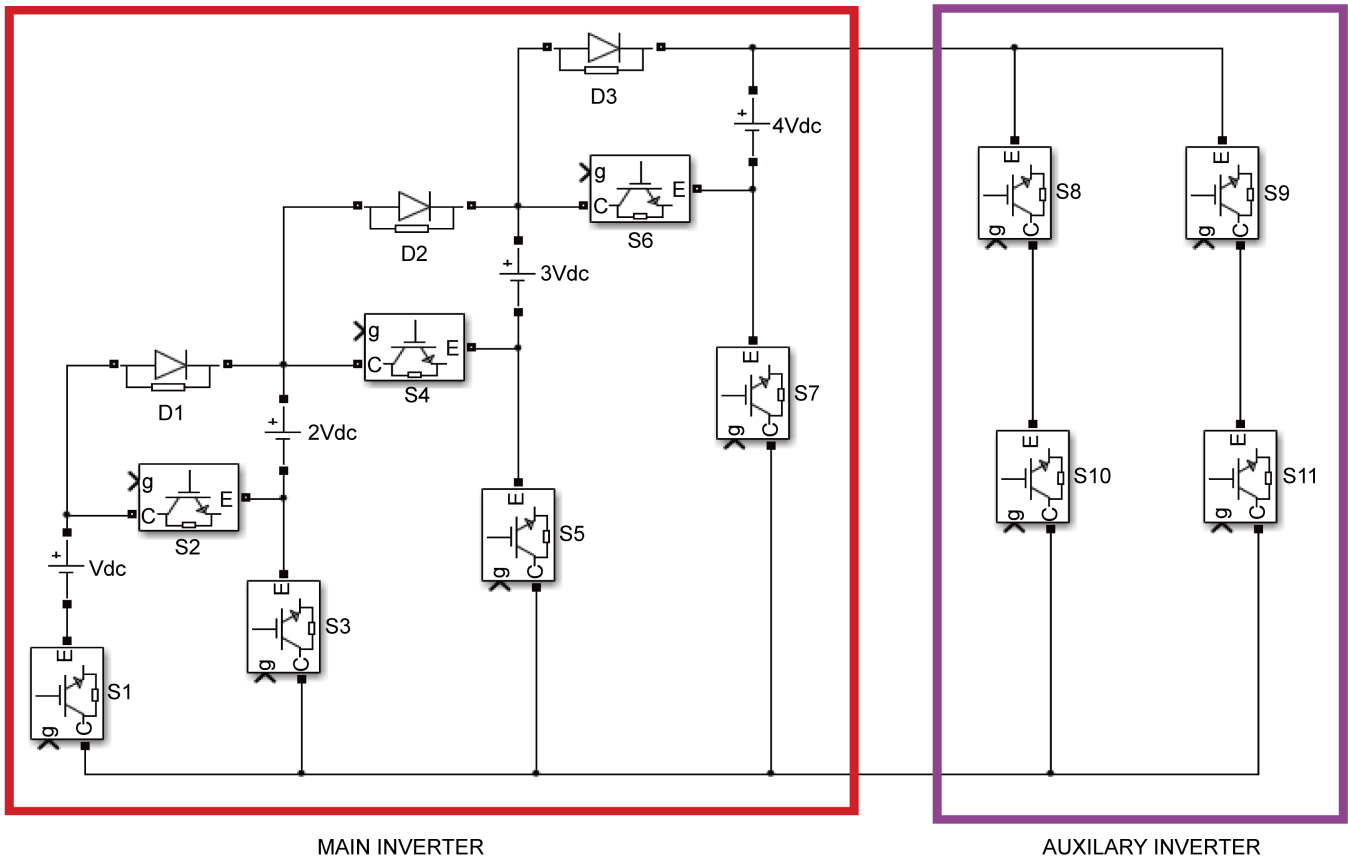 D3
+ 4Vdc
g
C E
S6
E
g C
S8
E
g C
S9
D2
+ 3Vdc
g
C E
S4
E
g C
S7
D1
+ 2Vdc
g
C E
S2
E
g C
S10
E
g C
S11
E
g C
S5
+ Vdc
E
g C
S3
E
g C
S1
MAIN INVERTER
AUXILARY INVERTER